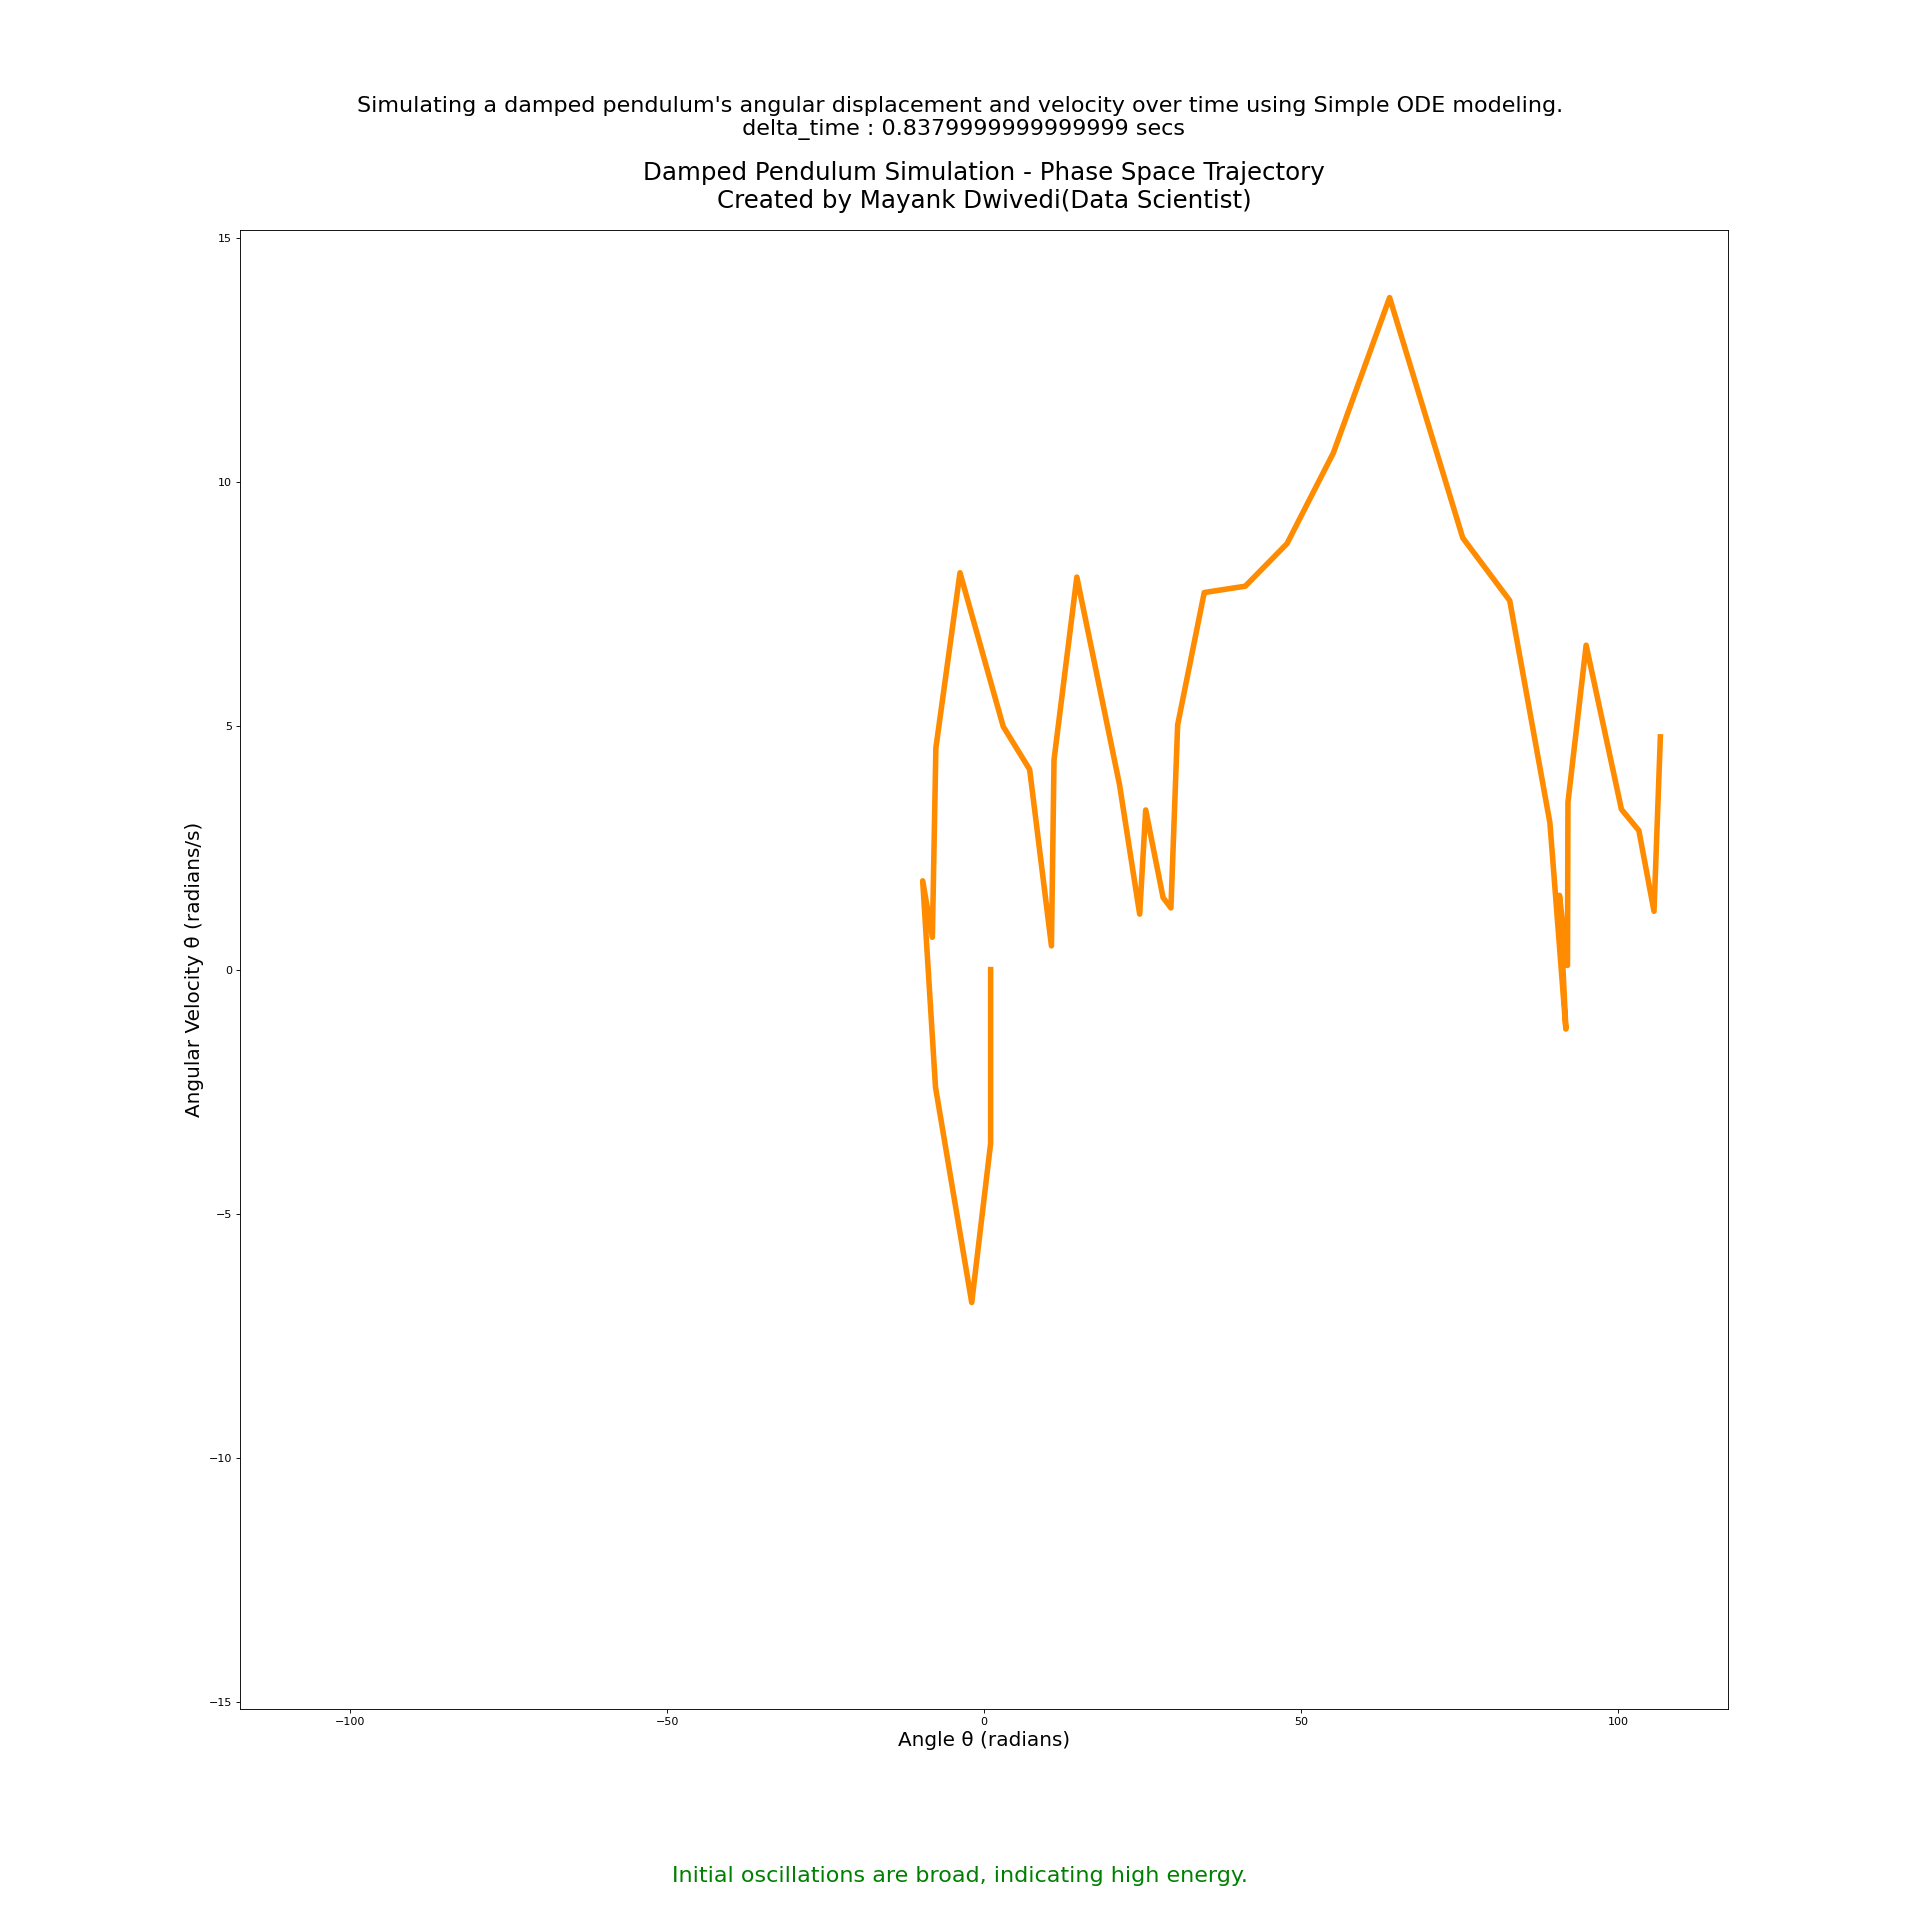 Simulating a damped pendulum's angular displacement and velocity over time using Simple ODE modeling.
delta_time : 0.8379999999999999 secs
Damped Pendulum Simulation - Phase Space Trajectory
Created by Mayank Dwivedi(Data Scientist)
15
10
5
0
−5
−10
−15
Angular Velocity θ (radians/s)
−100
−50
0
50
100
Angle θ (radians)
Initial oscillations are broad, indicating high energy.